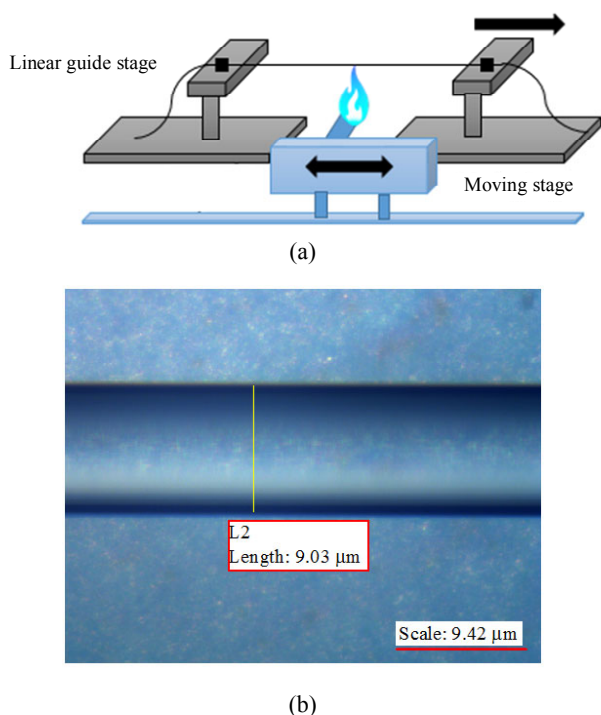 Linear guide stage
Moving stage
(a)
L2
Length: 9.03 µm
Scale: 9.42 µm
(b)